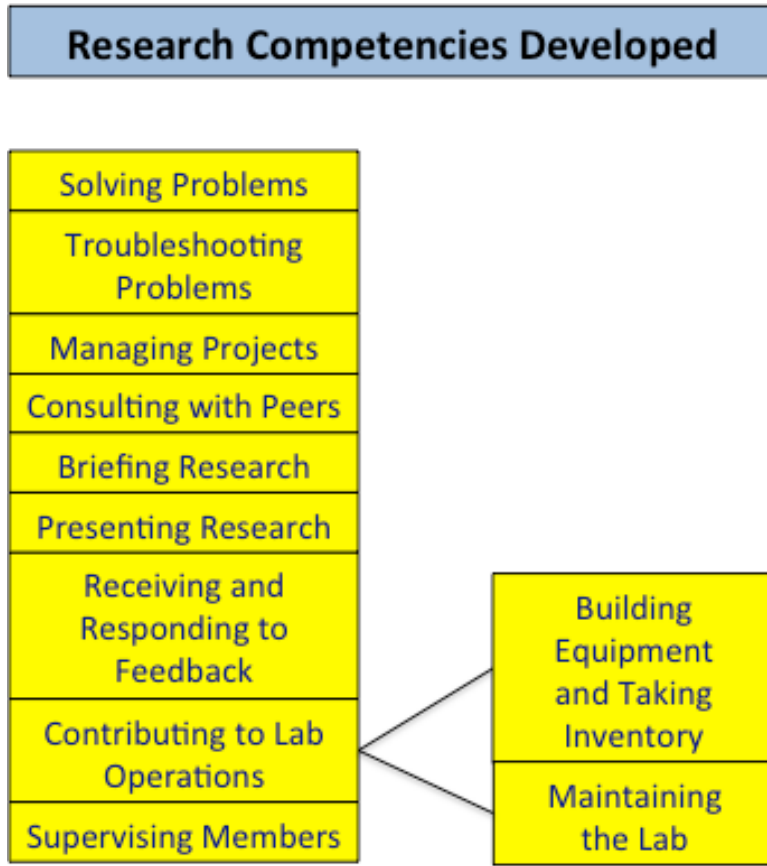 Research Competencies Developed
Solving Problems
Troubleshooting
Problems
Managing Projects
Consulting with Peers
Briefing Research
Presenting Research
Receiving and
Responding to
Feedback
Contributing to Lab
Operations
Supervising Members
Building
Equipment
and Taking
Inventory
Maintaining
the Lab